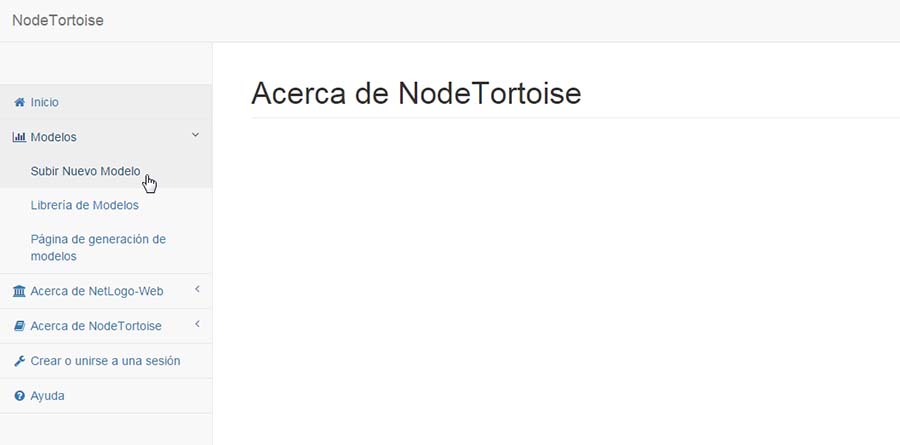 NodeTortoise
Inicio
Modelos
Subir Nuevo Modelo
Librería de Modelos
Página de generación de
modelos
Acerca de NetLogo-Web
Acerca de NodeTortoise
Crear o unirse a una sesión
Ayuda
Acerca de NodeTortoise